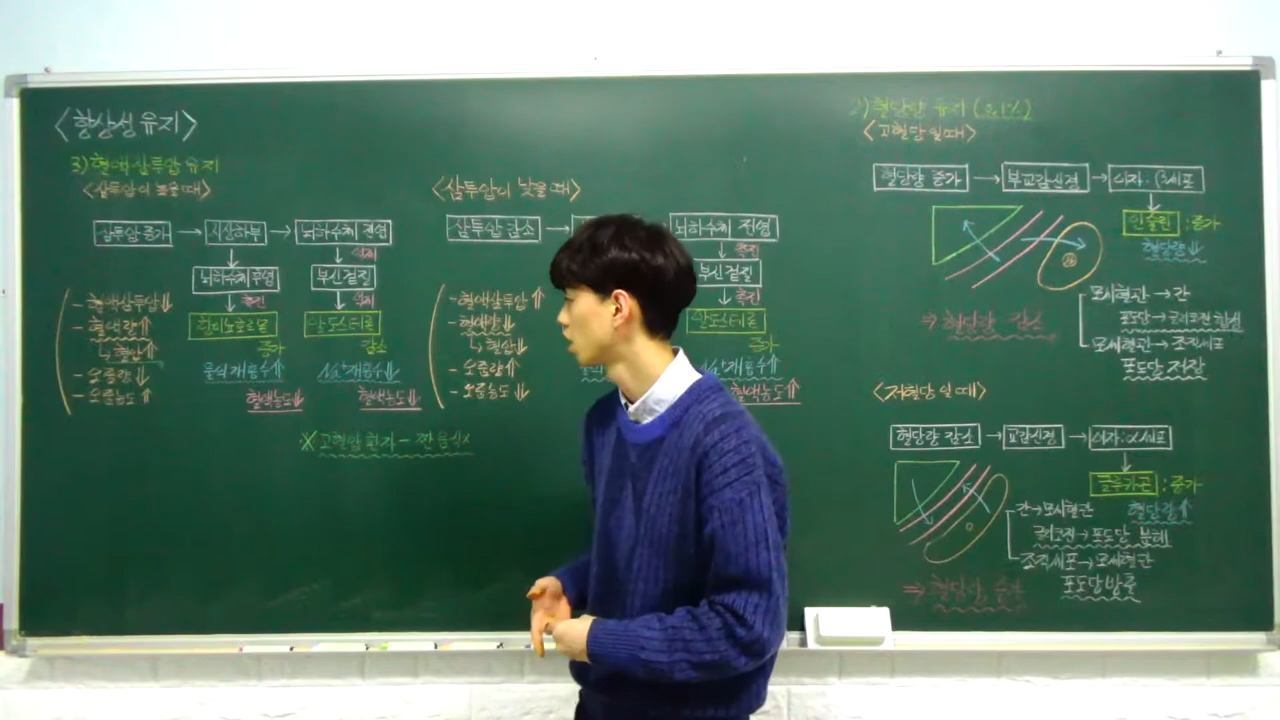 <항상성 유지>
3) 혈액삼투압 유지
<삼투압이 높을 때>
삼투압 증가 → 시상하부 → 뇌하수체 전엽
억제
뇌하수체 후엽 부신 겉질
촉진 억제
항이뇨호르몬 알도스테론
증가 감소
물의 재흡수⇑ 나트 재흡수⇓
혈액농도⇓ 혈액농도⇓
- 혈액삼투압⇓
- 혈액량⇑
↳ 혈압⇑
- 오줌량⇓
- 오줌농도⇑
※ 고혈압 환자 - 짠음식x
<삼투압이 낮을 때>
삼투압 감소 → 뇌하수체 전엽
촉진
부신 겉질
촉진
알도스테론
증가
재흡수⇑
혈액농도⇑
- 혈액삼투압⇑
- 혈액량⇓
↳ 혈압⇓
- 오줌량⇑
- 오줌농도⇓
혈당량 유지 (0.1%)
<고혈당일 때>
혈당량 증가 → 부교감신경 → 이자: β세포
인슐린 : 증가
혈당량⇓
모세혈관 → 간
포도당 → 글리코젠 합성
모세혈관 → 조직세포
포도당 저장
⇒ 혈당량 감소
<저혈당일 때>
혈당량 감소 → 교감신경 → 이자: α세포
글루카곤 : 증가
혈당량⇑
간 → 모세혈관
글리코젠 → 포도당 분해
조직세포 → 모세혈관
포도당 방출
⇒ 혈당량